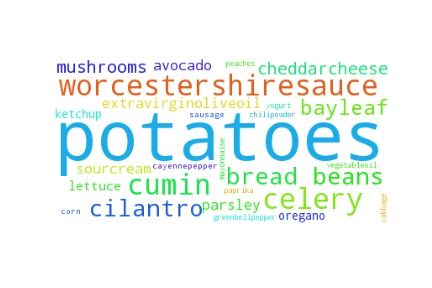 peaches
mushrooms avocado cheddarcheese
worcestershiresauce
extravirginoliveoil yogurt bayleaf
ketchup sausage chilipowder
potatoes
mayonnaise
sourcream cayennepepper vegetableoil
bread beans
lettuce cumin paprika celery
cabbage
cilantro parsley oregano
corn greenbellpepper